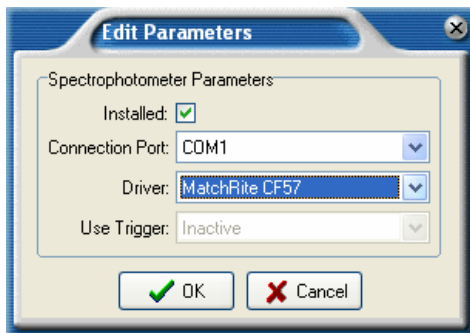 Edit Parameters
Spectrophotometer Parameters
Installed:
Connection Port: COM1
Driver: MatchRite CF57
Use Trigger: Inactive
OK Cancel